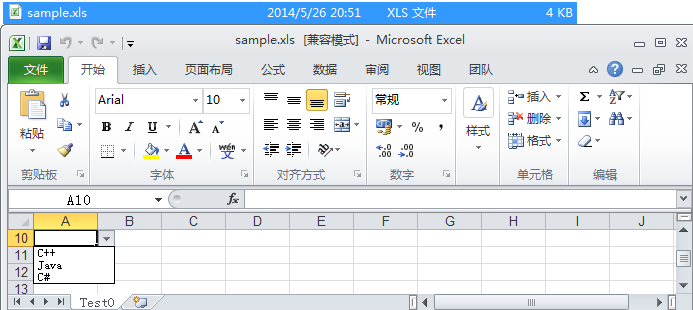 sample.xls 2014/5/26 20:51 XLS 文件 4 KB
sample.xls [兼容模式] - Microsoft Excel
文件 开始 插入 页面布局 公式 数据 审阅 视图 团队
Arial 10 常规 插入
粘贴 B I U A A % , 样式 删除
A wén 文 .00 .0 格式
剪贴板 字体 对齐方式 数字 单元格 编辑
A10 fx
A B C D E F G H I J
10
11 C++
Java
12 C#
13
Test0